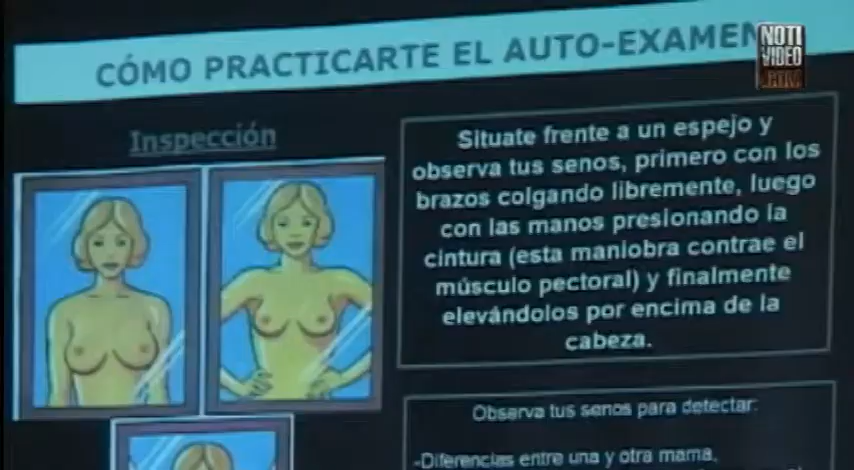 CÓMO PRACTICARTE EL AUTO-EXAMEN
NOTI
VIDEO
.COM
Inspección
Situate frente a un espejo y
observa tus senos, primero con los
brazos colgando libremente, luego
con las manos presionando la
cintura (esta maniobra contrae el
músculo pectoral) y finalmente
elevándolos por encima de la
cabeza.
Observa tus senos para detectar:
-Diferencias entre una y otra mama,